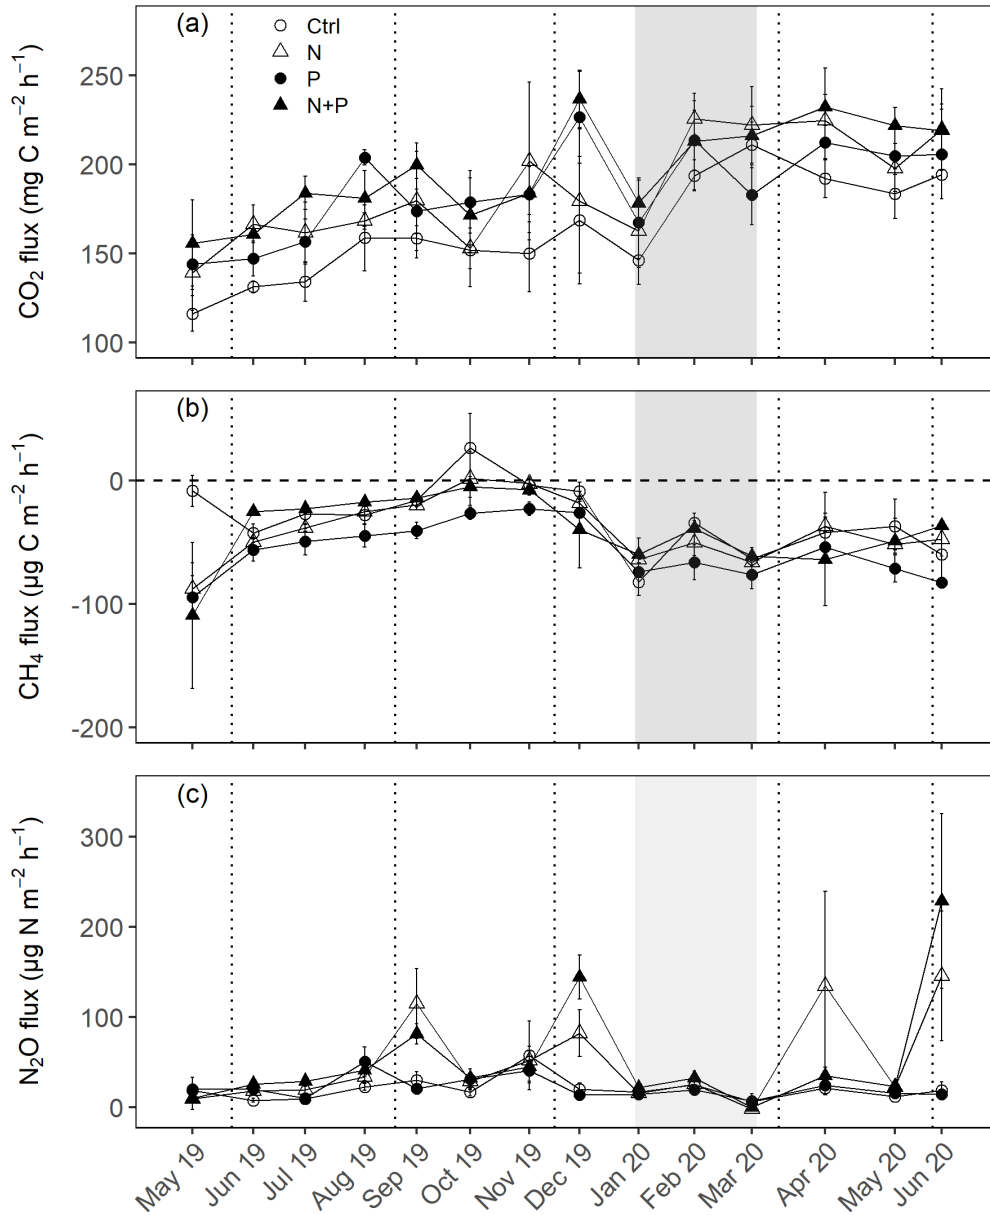 (a)
Ctrl
N
P
N+P
250
200
150
100
CO₂ flux (mg C m⁻² h⁻¹)
(b)
0
-100
-200
CH₄ flux (µg C m⁻² h⁻¹)
(c)
300
200
100
0
N₂O flux (µg N m⁻² h⁻¹)
May 19
Jun 19
Jul 19
Aug 19
Sep 19
Oct 19
Nov 19
Dec 19
Jan 20
Feb 20
Mar 20
Apr 20
May 20
Jun 20